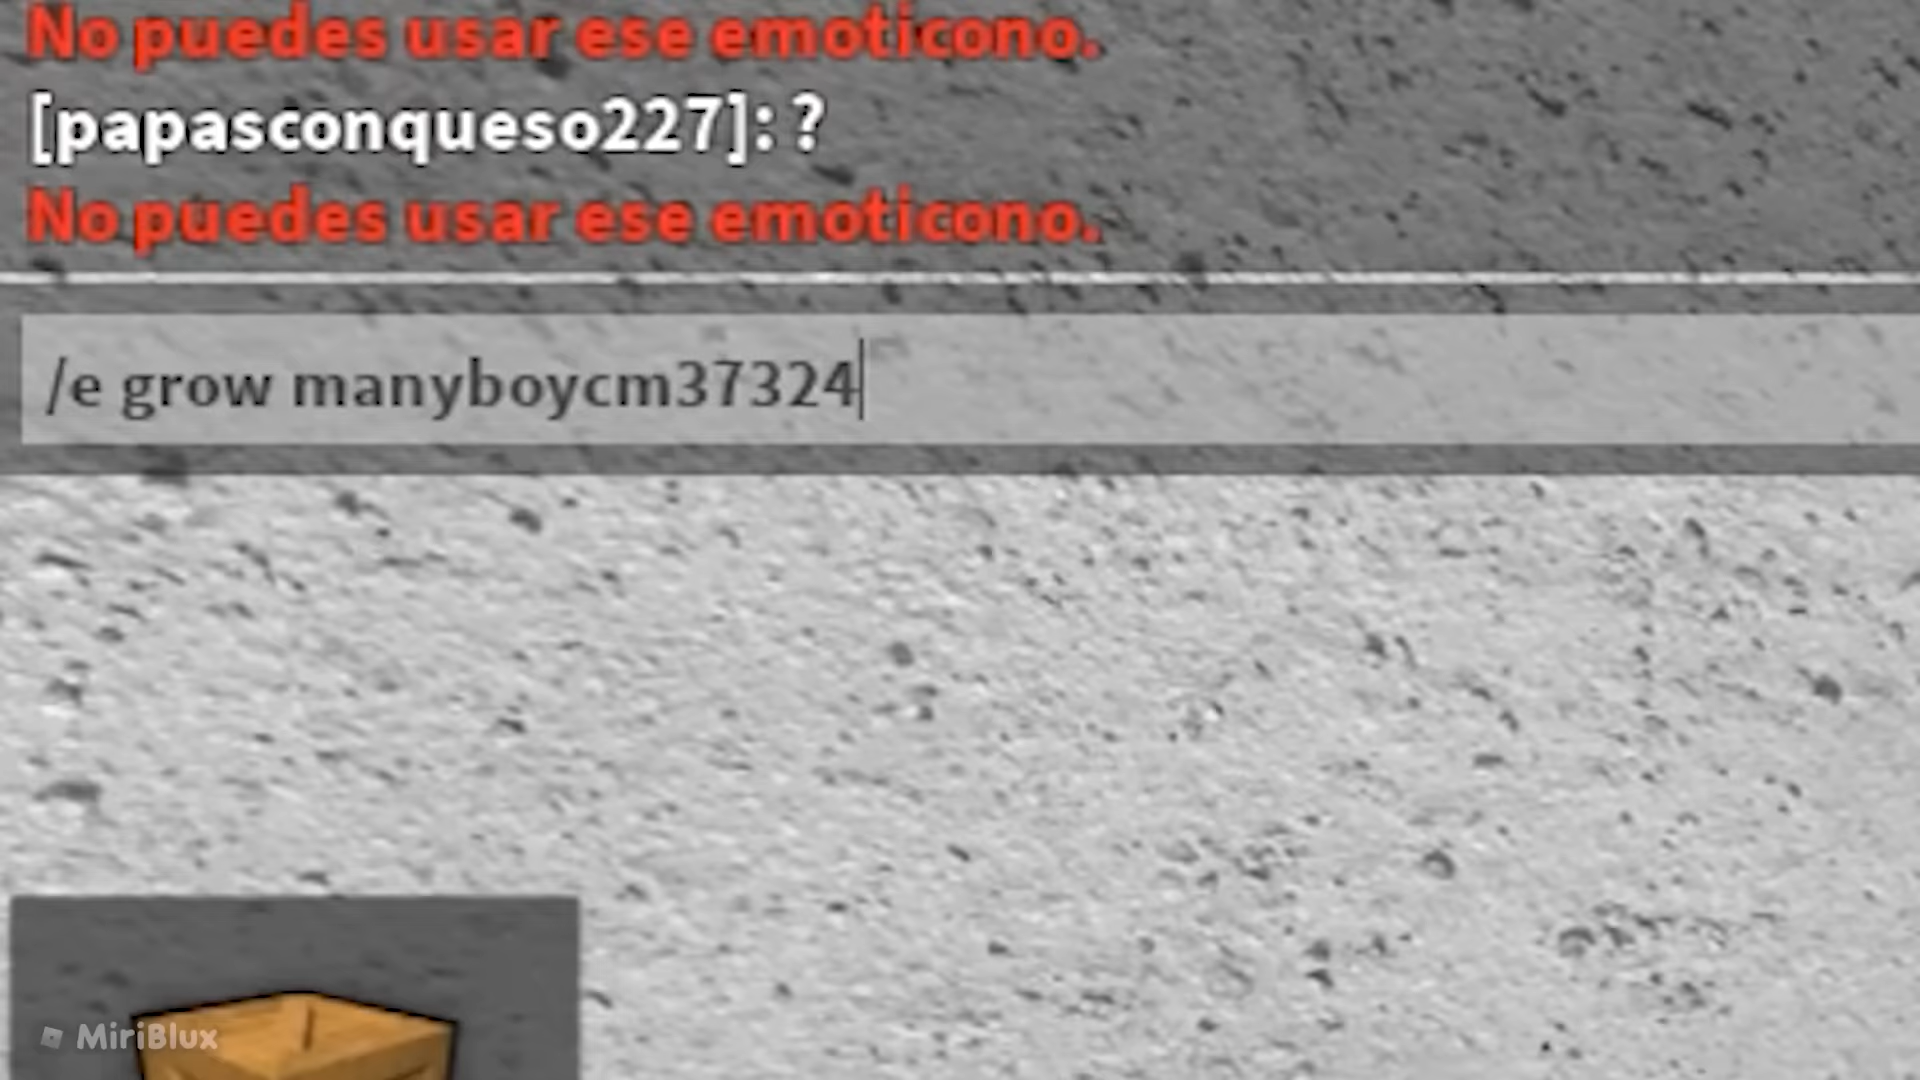 No puedes usar ese emoticono.
[papasconqueso227]: ?
No puedes usar ese emoticono.
/e grow manyboycm37324
MiriBlux